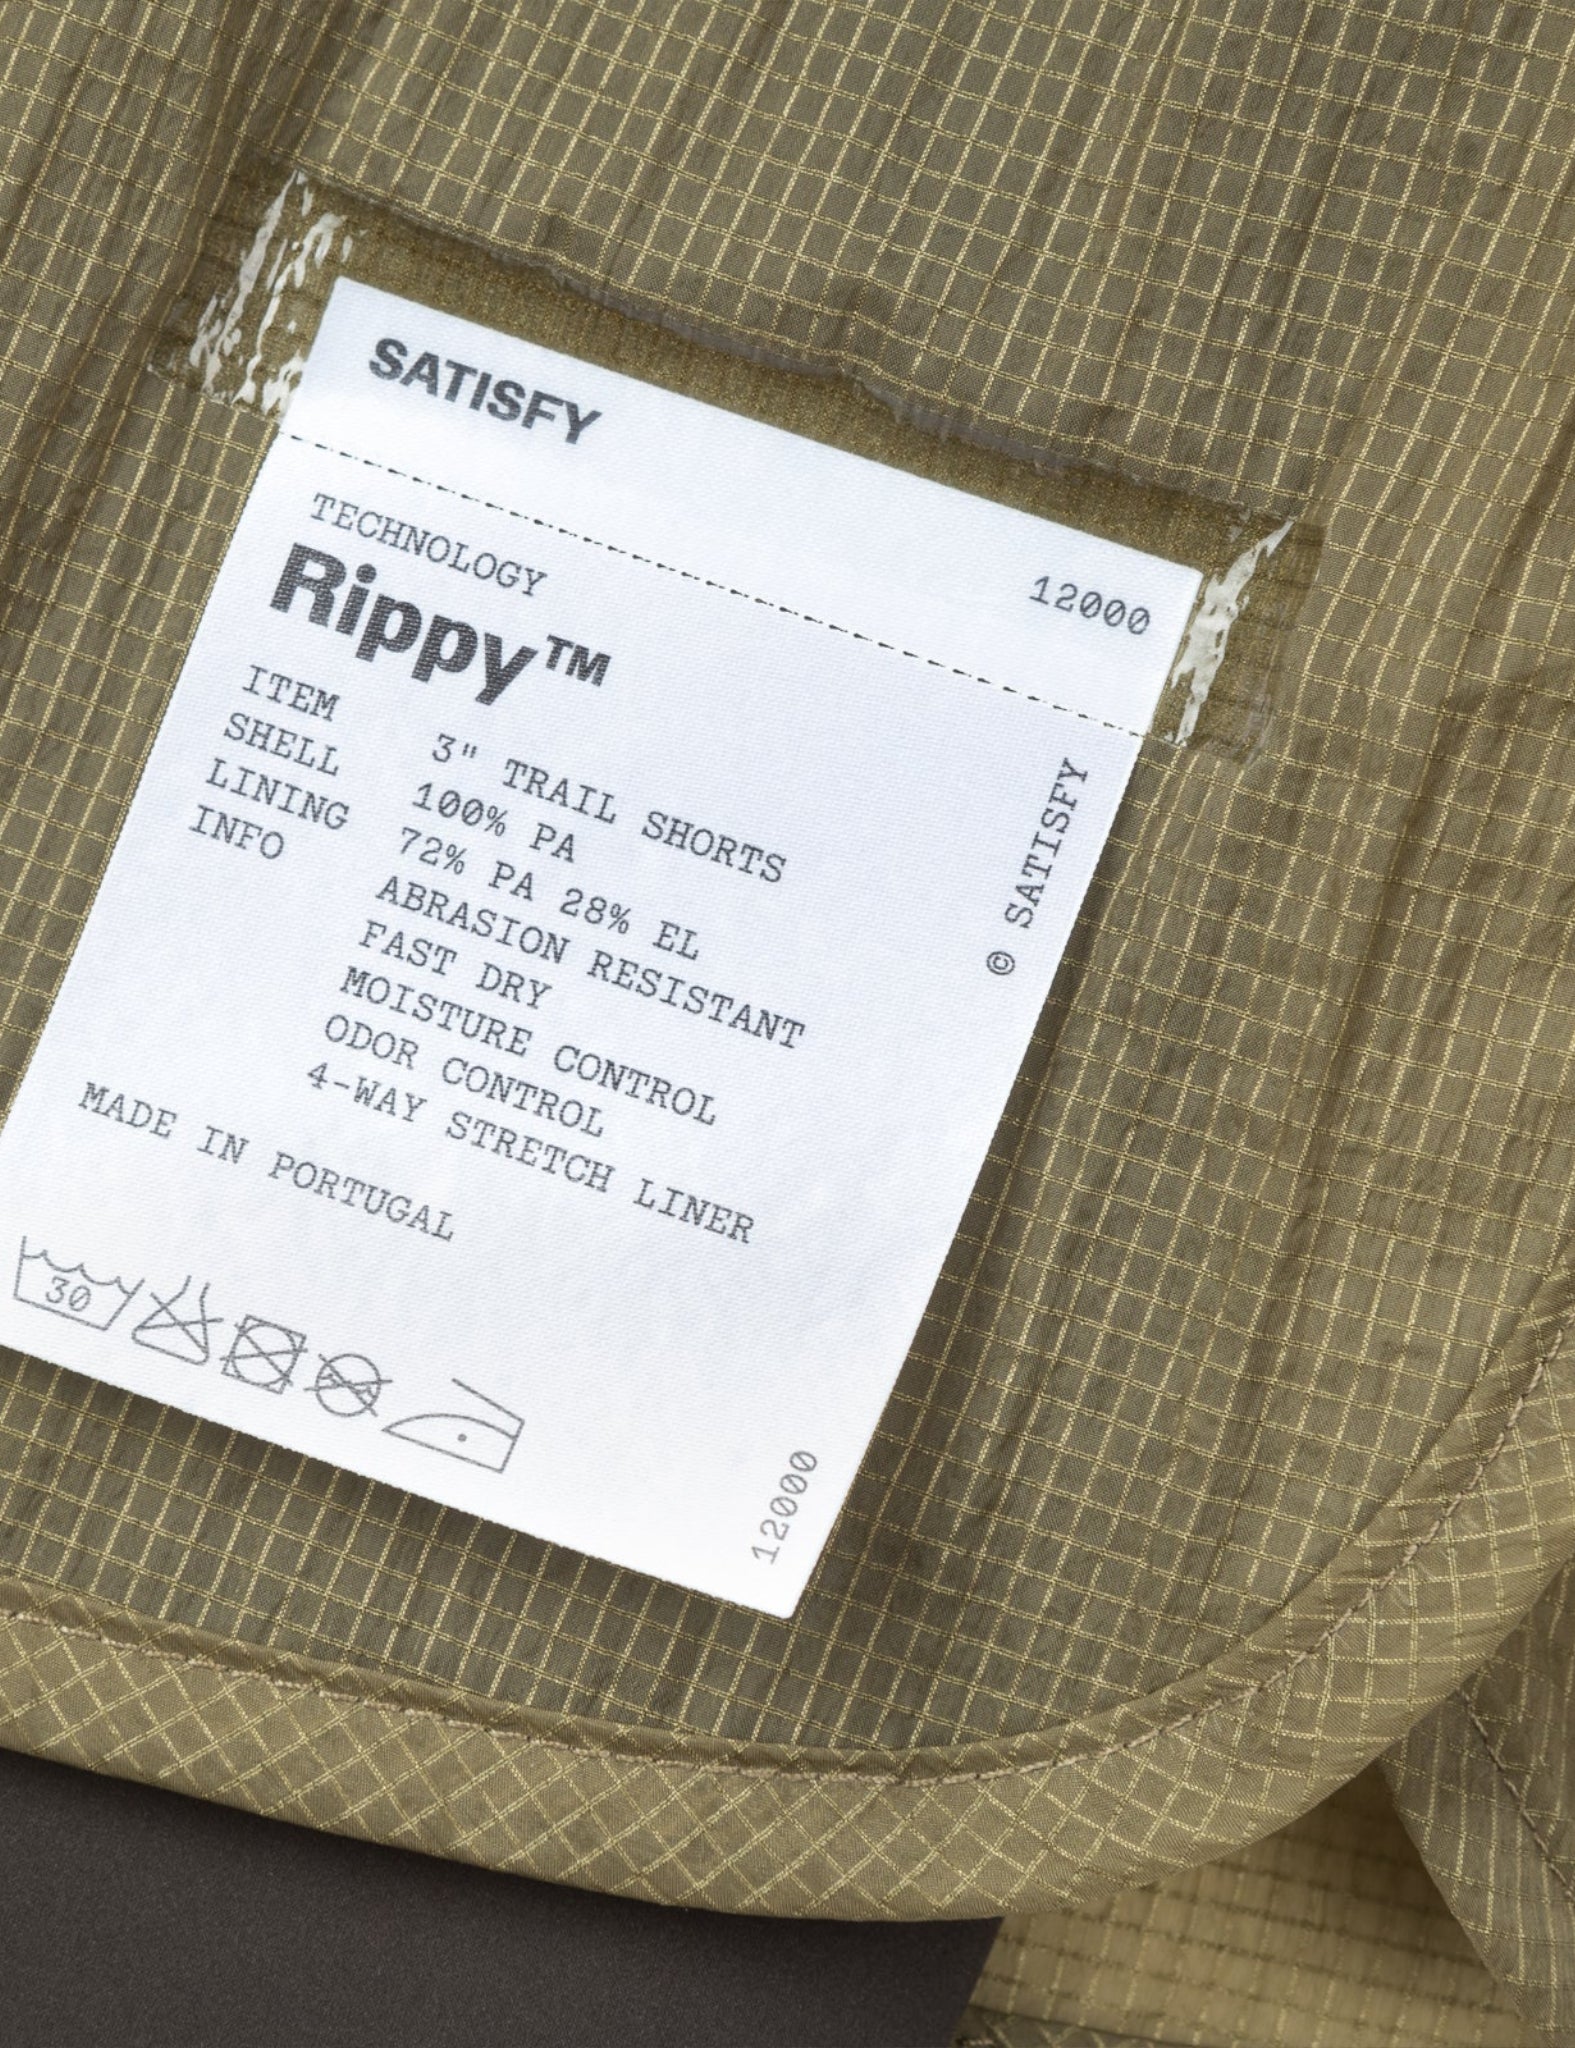 SATISFY
12000
TECHNOLOGY
Rippy™
ITEM 3" TRAIL SHORTS
SHELL 100% PA
LINING 72% PA 28% EL
INFO ABRASION RESISTANT
FAST DRY
MOISTURE CONTROL
ODOR CONTROL
4-WAY STRETCH LINER
MADE IN PORTUGAL
30
© SATISFY
12000